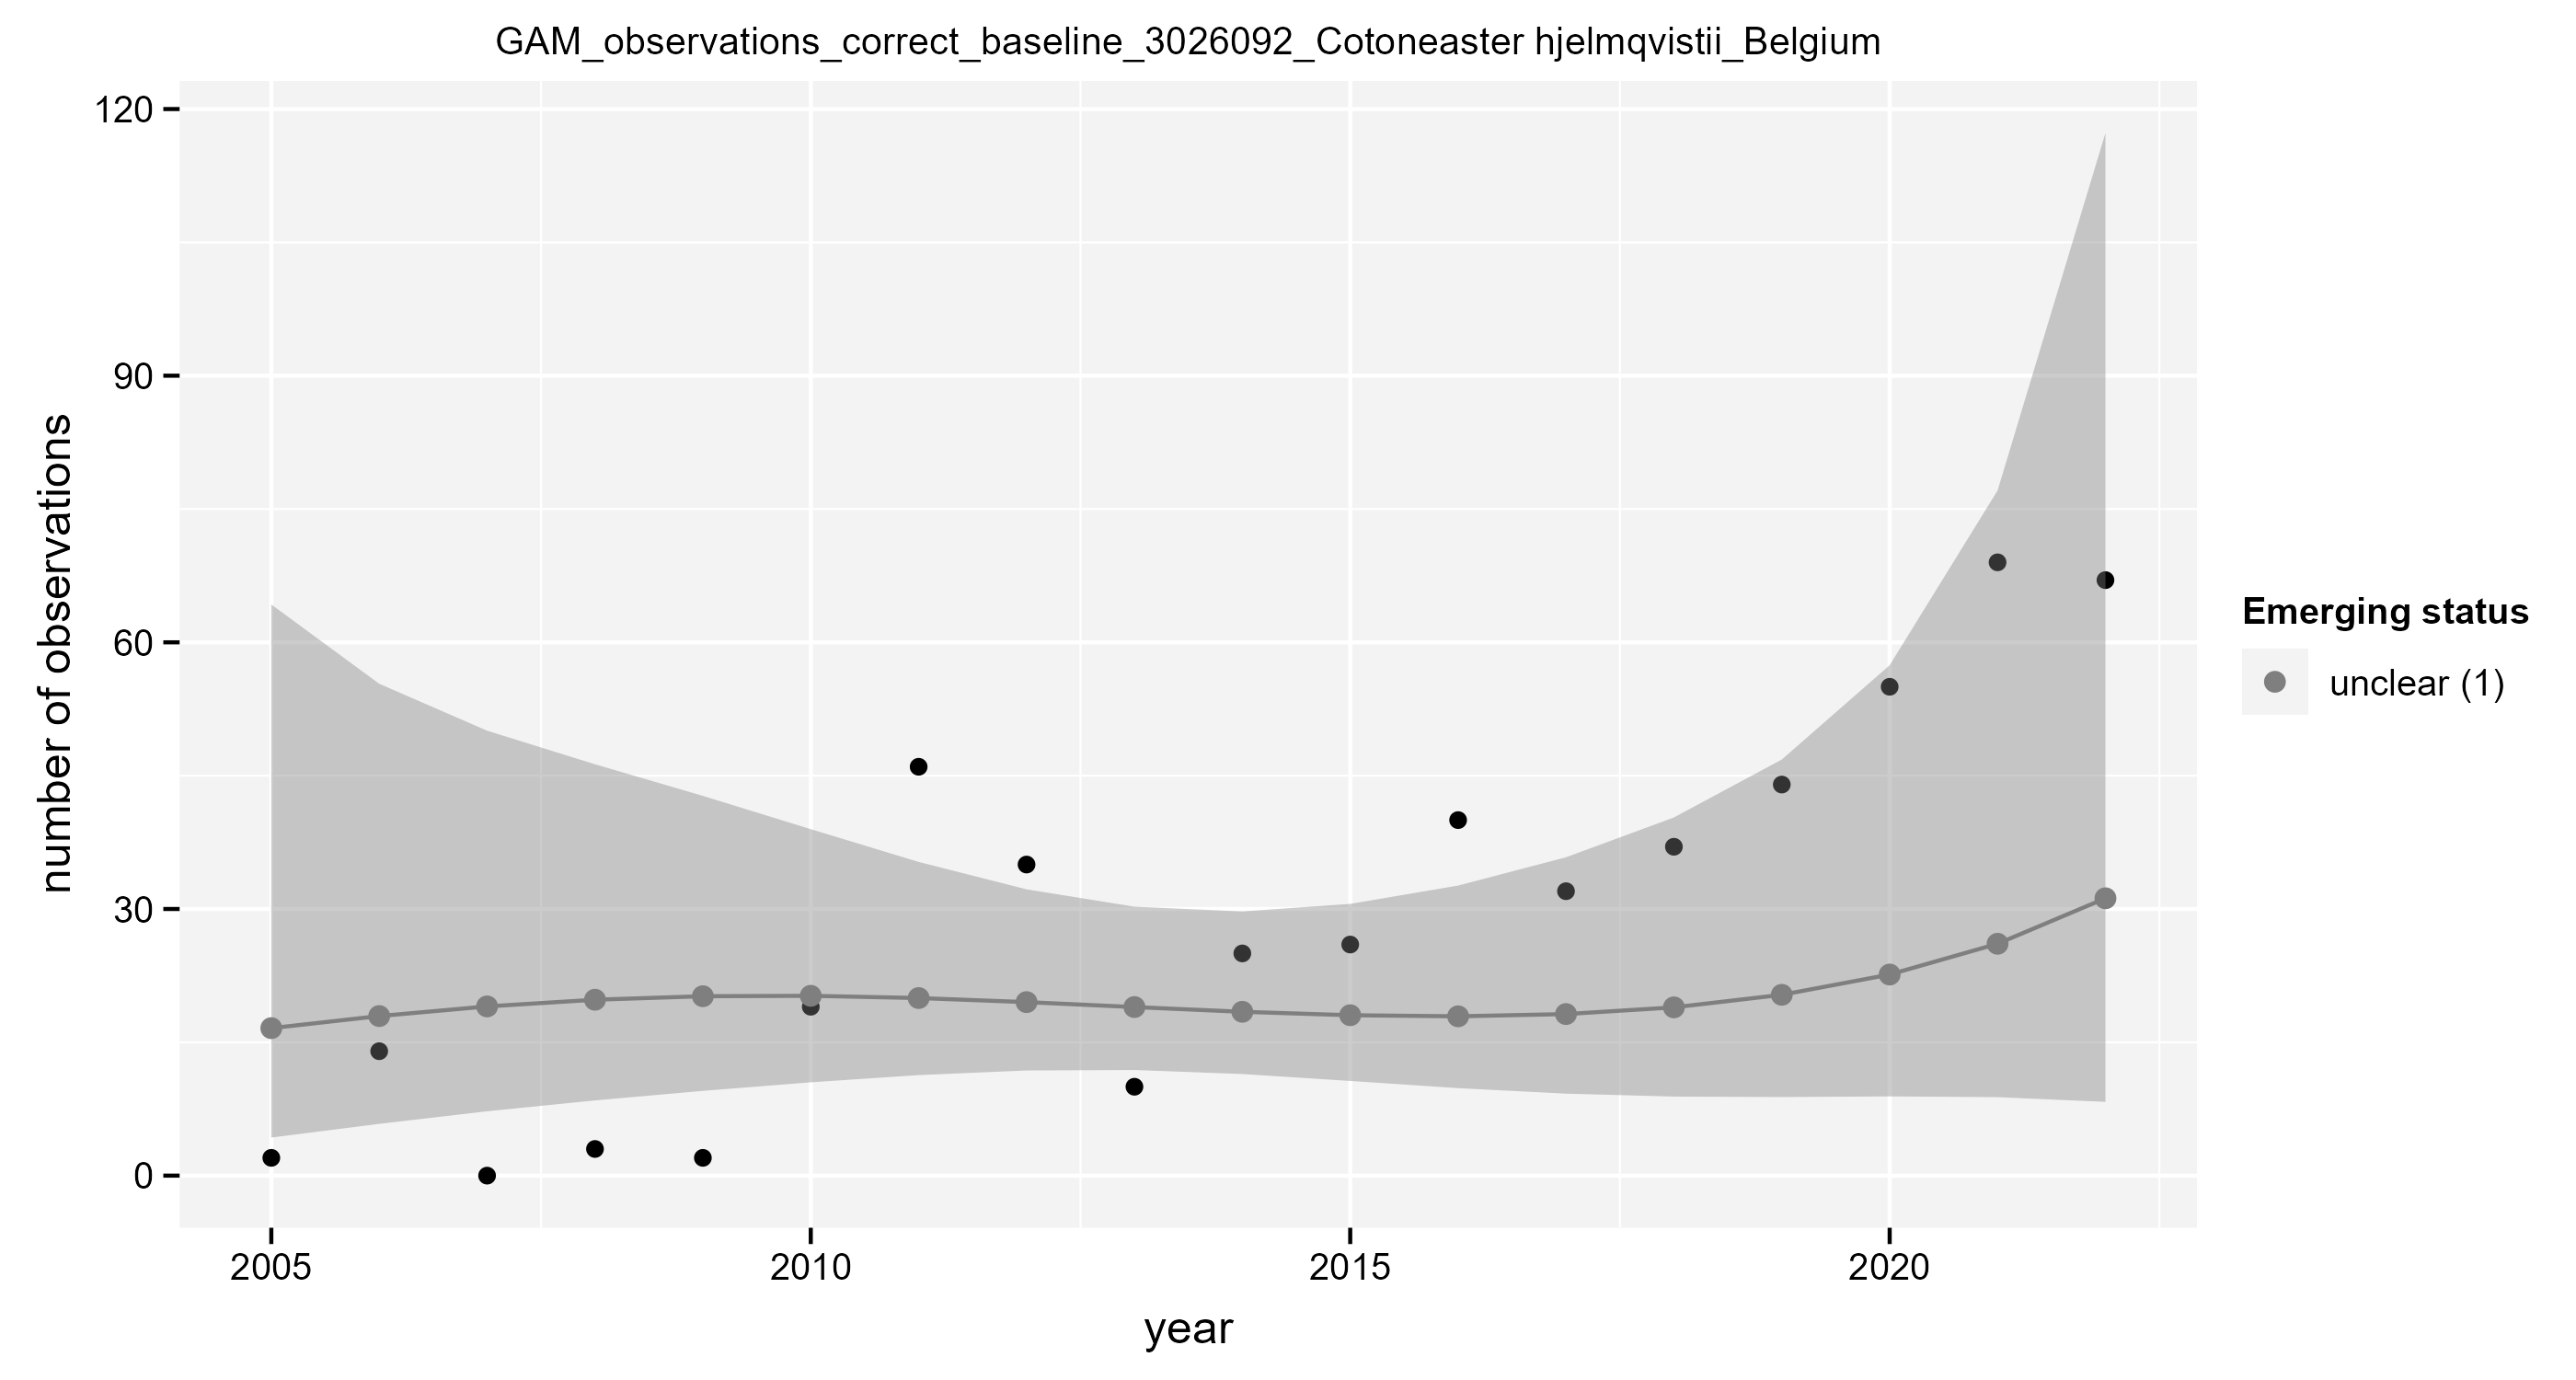 GAM_observations_correct_baseline_3026092_Cotoneaster hjelmqvistii_Belgium
120
90
60
30
0
number of observations
2005
2010
2015
2020
year
Emerging status
unclear (1)